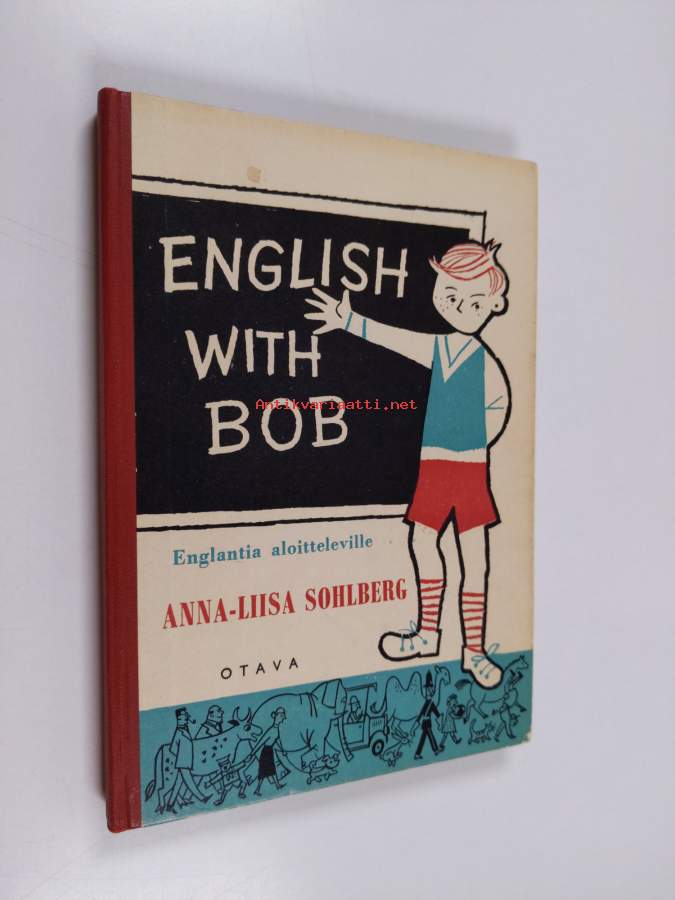 ENGLISH
WITH
BOB
Antikvariaatti.net
Englantia aloitteleville
ANNA-LIISA SOHLBERG
OTAVA